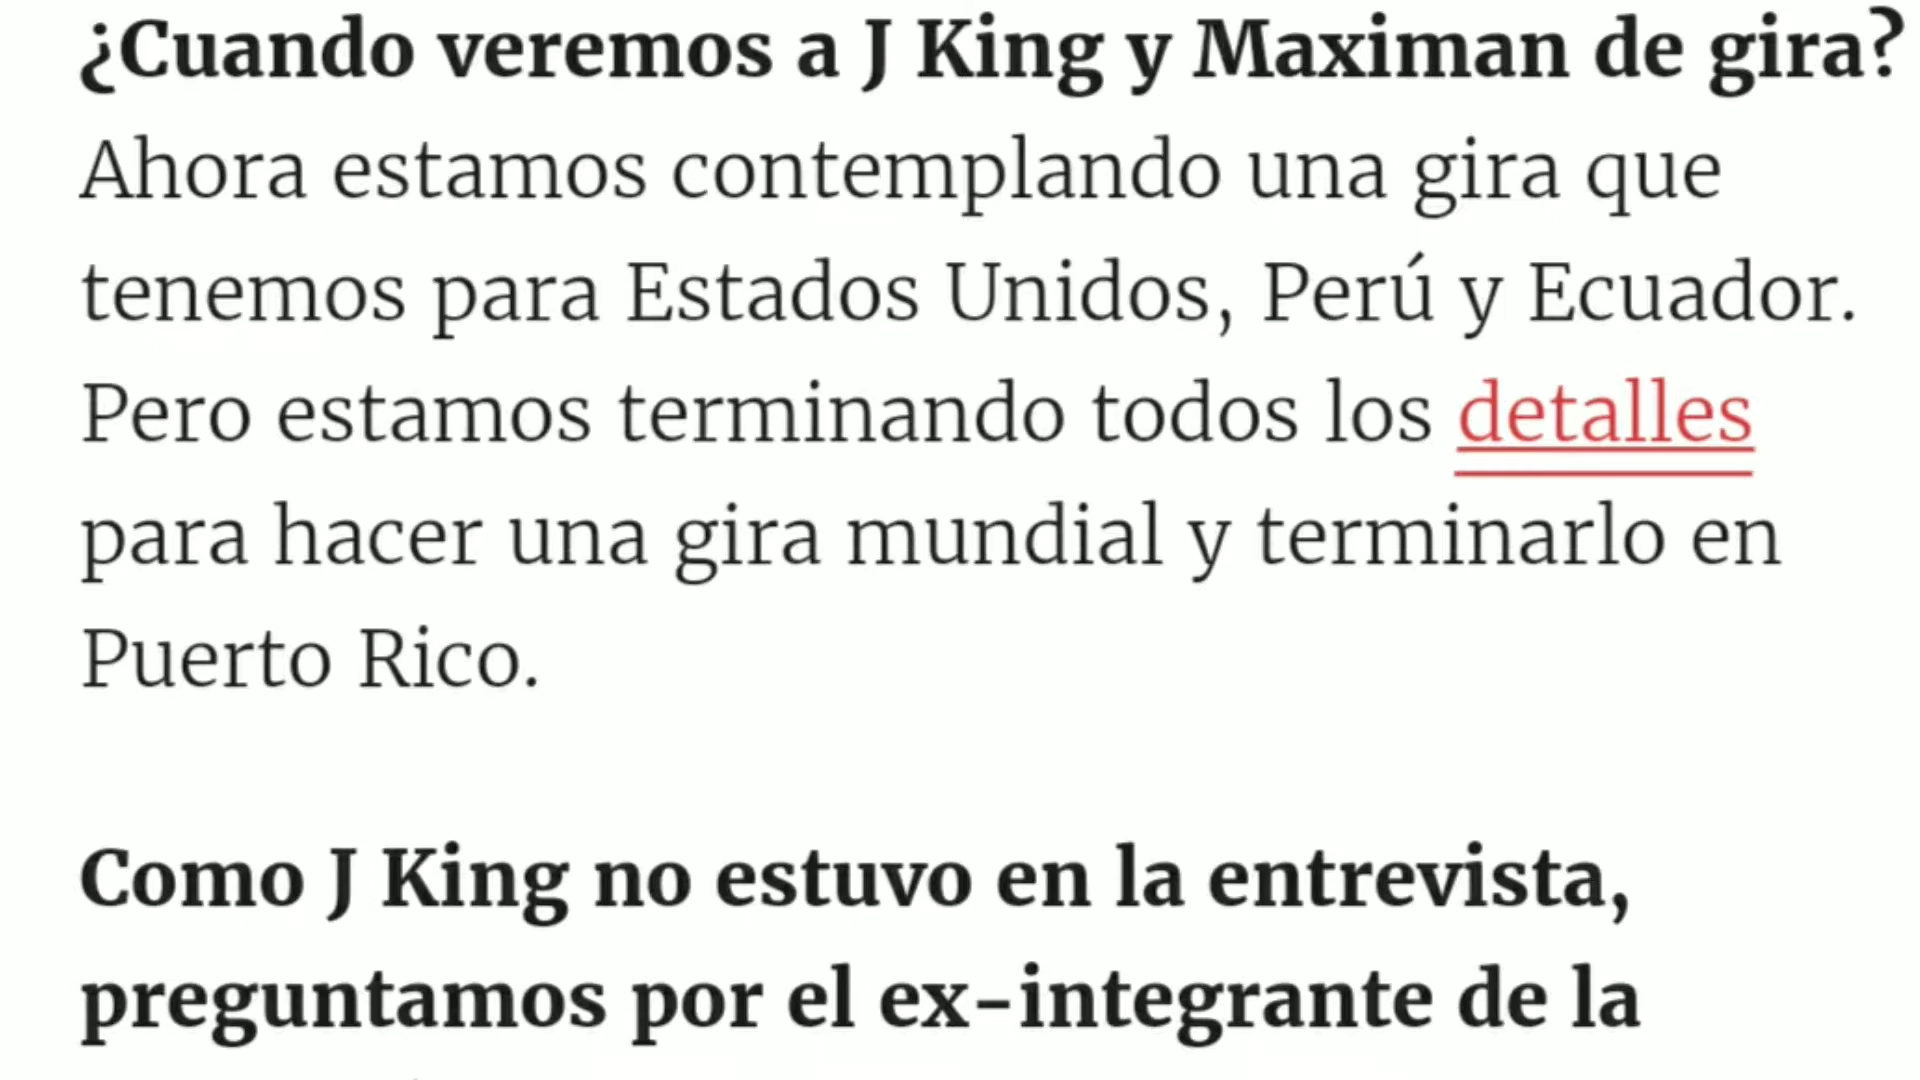 ¿Cuando veremos a J King y Maximan de gira?
Ahora estamos contemplando una gira que
tenemos para Estados Unidos, Perú y Ecuador.
Pero estamos terminando todos los detalles
para hacer una gira mundial y terminarlo en
Puerto Rico.
Como J King no estuvo en la entrevista,
preguntamos por el ex-integrante de la